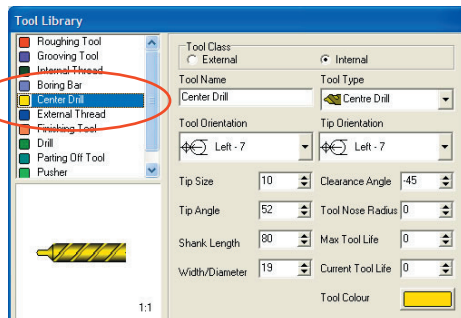 Tool Library
Roughing Tool
Grooving Tool
Internal Thread
Boring Bar
Center Drill
External Thread
Finishing Tool
Drill
Parting Off Tool
Pusher
1:1
Tool Class
External Internal
Tool Name Tool Type
Center Drill Centre Drill
Tool Orientation Tip Orientation
Left - 7 Left - 7
Tip Size 10 Clearance Angle -45
Tip Angle 52 Tool Nose Radius 0
Shank Length 80 Max Tool Life 0
Width/Diameter 19 Current Tool Life 0
Tool Colour